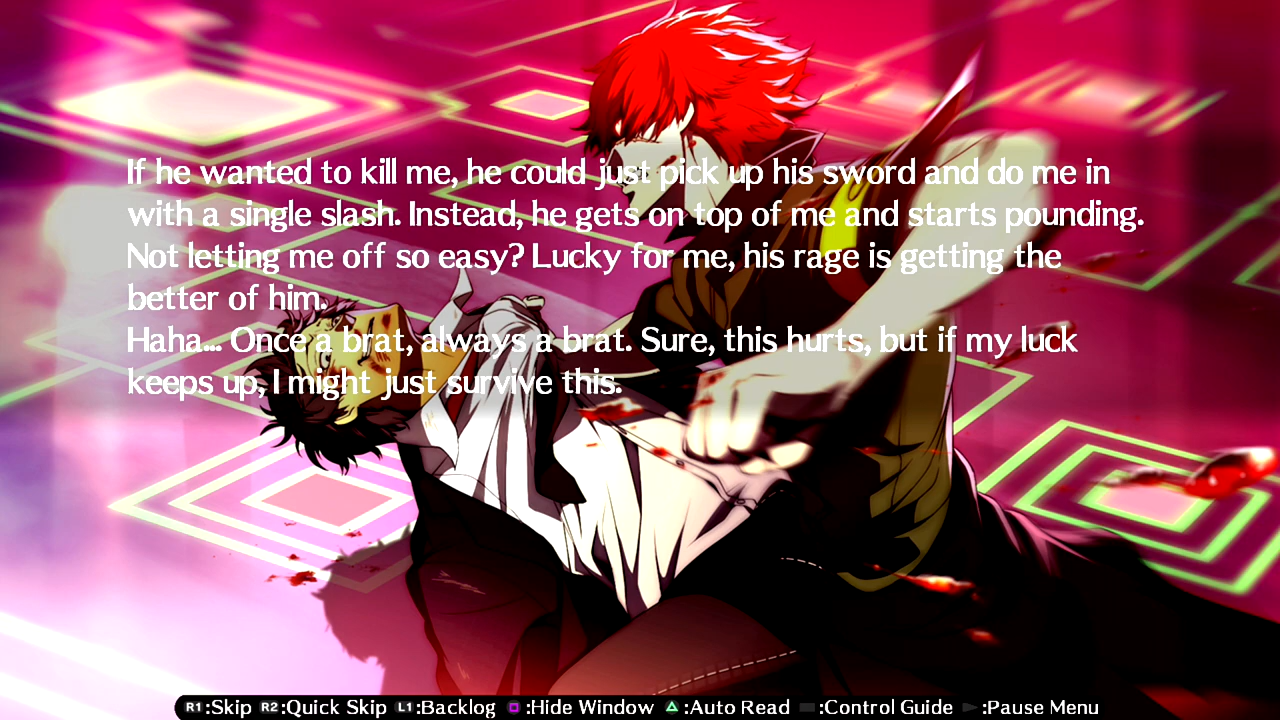 If he wanted to kill me, he could just pick up his sword and do me in
with a single slash. Instead, he gets on top of me and starts pounding.
Not letting me off so easy? Lucky for me, his rage is getting the
better of him.
Haha... Once a brat, always a brat. Sure, this hurts, but if my luck
keeps up, I might just survive this.
R1:Skip R2:Quick Skip L1:Backlog :Hide Window :Auto Read :Control Guide :Pause Menu